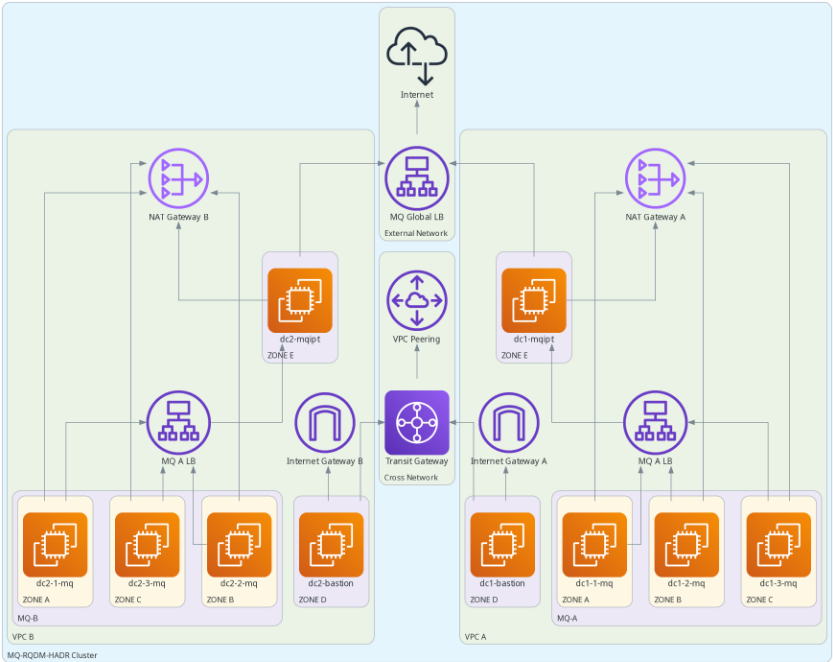 Internet
NAT Gateway B
MQ Global LB
NAT Gateway A
External Network
dc2-mqipt
VPC Peering
dc1-mqipt
ZONE E
ZONE E
MQ A LB
Internet Gateway B
Transit Gateway
Internet Gateway A
MQ A LB
Cross Network
dc2-1-mq
dc2-3-mq
dc2-2-mq
dc2-bastion
dc1-bastion
dc1-1-mq
dc1-2-mq
dc1-3-mq
ZONE A
ZONE C
ZONE B
ZONE D
ZONE D
ZONE A
ZONE B
ZONE C
MQ-B
MQ-A
VPC B
VPC A
MQ-RQDM-HADR Cluster